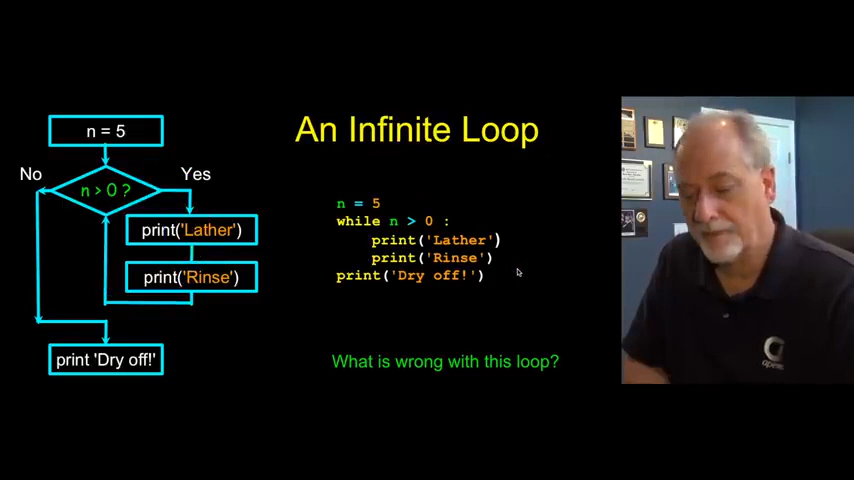 An Infinite Loop
n = 5
No
Yes
n > 0 ?
print('Lather')
print('Rinse')
print 'Dry off!'
n = 5
while n > 0 :
    print('Lather')
    print('Rinse')
print('Dry off!')
What is wrong with this loop?